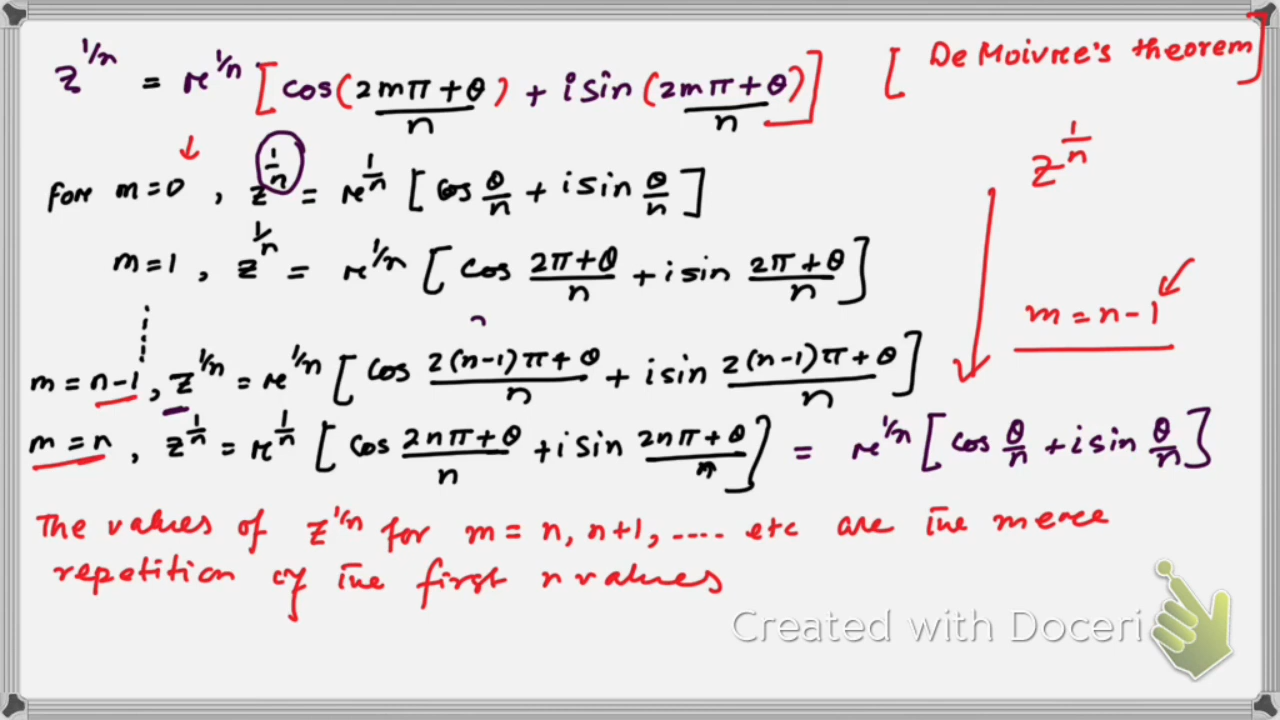 z^{1/n} = r^{1/n} [cos (2mπ + θ)/n + i sin (2mπ + θ)/n] [De Moivre's theorem]
z^{1/n}
for m = 0, z^{1/n} = r^{1/n} [cos θ/n + i sin θ/n]
m = 1, z^{1/n} = r^{1/n} [cos (2π + θ)/n + i sin (2π + θ)/n]
m = n-1
m = n-1, z^{1/n} = r^{1/n} [cos (2(n-1)π + θ)/n + i sin (2(n-1)π + θ)/n]
m = n, z^{1/n} = r^{1/n} [cos (2nπ + θ)/n + i sin (2nπ + θ)/n] = r^{1/n} [cos θ/n + i sin θ/n]
The values of z^{1/n} for m = n, n+1, .... etc are the mere
repetition of the first n values
Created with Doceri